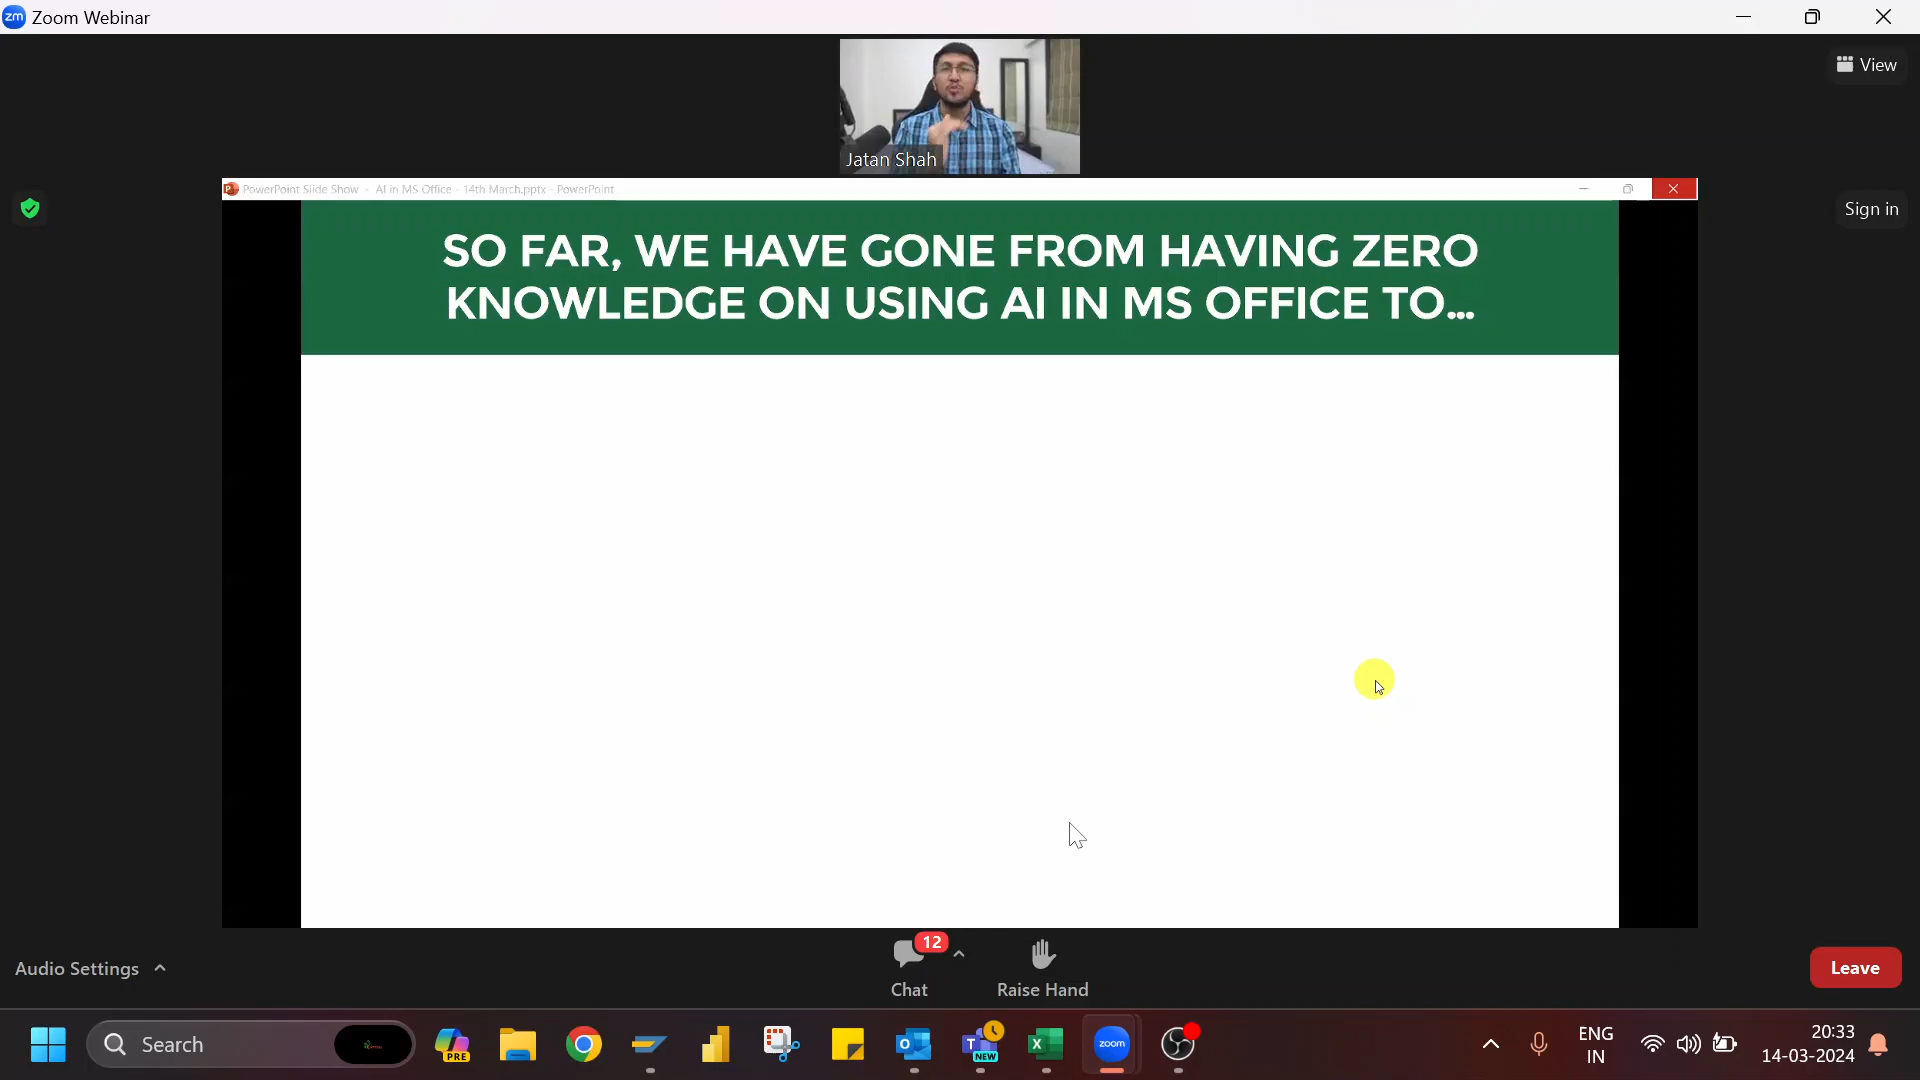 zm Zoom Webinar
View
Jatan Shah
PowerPoint Slide Show - AI in MS Office - 14th March.pptx - PowerPoint
Sign in
SO FAR, WE HAVE GONE FROM HAVING ZERO
KNOWLEDGE ON USING AI IN MS OFFICE TO...
12
Audio Settings
Chat
Raise Hand
Leave
Search
PRE
NEW
zoom
ENG
IN
20:33
14-03-2024